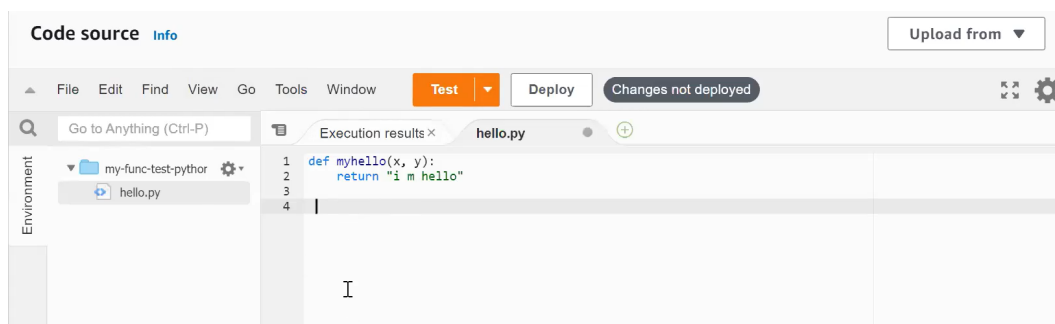 Code source Info
Upload from
File Edit Find View Go Tools Window Test Deploy Changes not deployed
Go to Anything (Ctrl-P)
Execution results × hello.py
Environment
my-func-test-pythor
hello.py
1 def myhello(x, y):
2     return "i m hello"
3
4